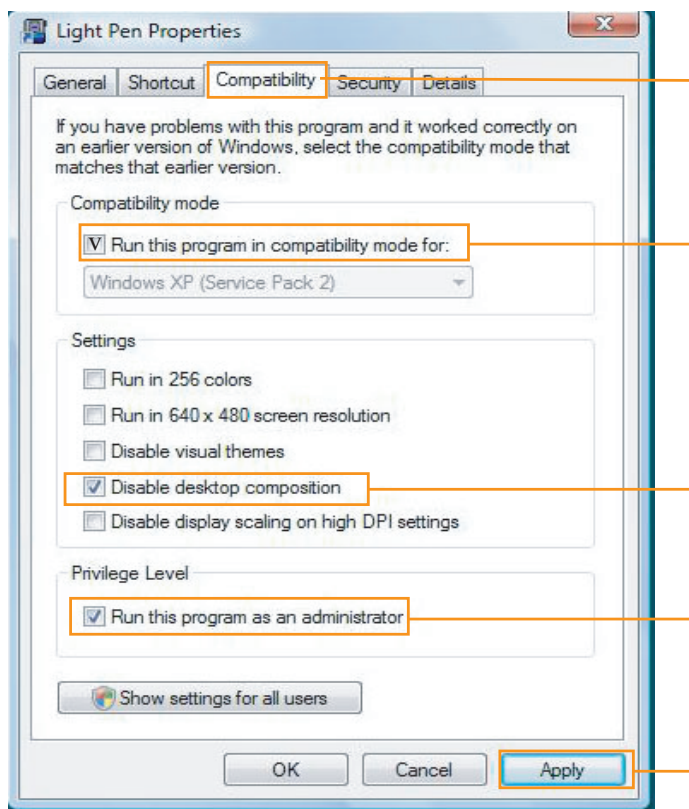 Light Pen Properties
General Shortcut Compatibility Security Details
If you have problems with this program and it worked correctly on
an earlier version of Windows, select the compatibility mode that
matches that earlier version.
Compatibility mode
V Run this program in compatibility mode for:
Windows XP (Service Pack 2)
Settings
Run in 256 colors
Run in 640 x 480 screen resolution
Disable visual themes
Disable desktop composition
Disable display scaling on high DPI settings
Privilege Level
Run this program as an administrator
Show settings for all users
OK Cancel Apply